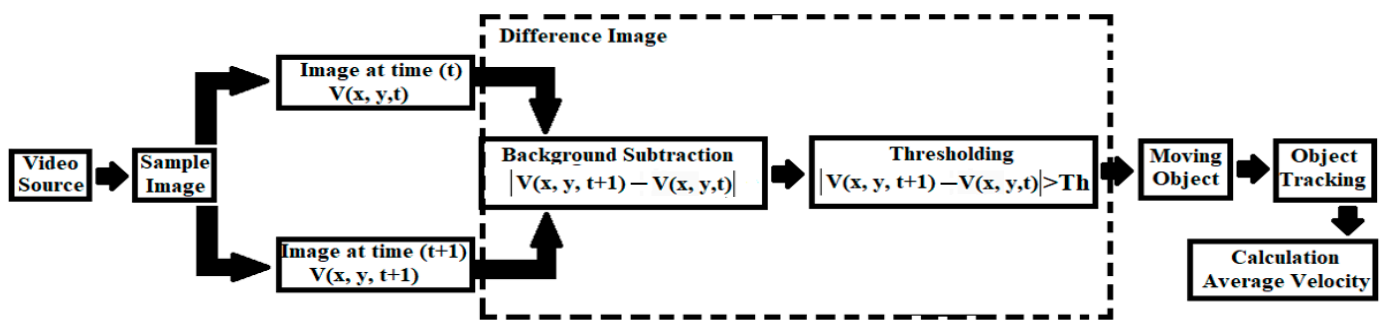 Difference Image
Image at time (t)
V(x, y,t)
Video
Source
Sample
Image
Background Subtraction
|V(x, y, t+1) – V(x, y,t)|
Thresholding
|V(x, y, t+1) –V(x, y,t)|>Th
Moving
Object
Object
Tracking
Image at time (t+1)
V(x, y, t+1)
Calculation
Average Velocity